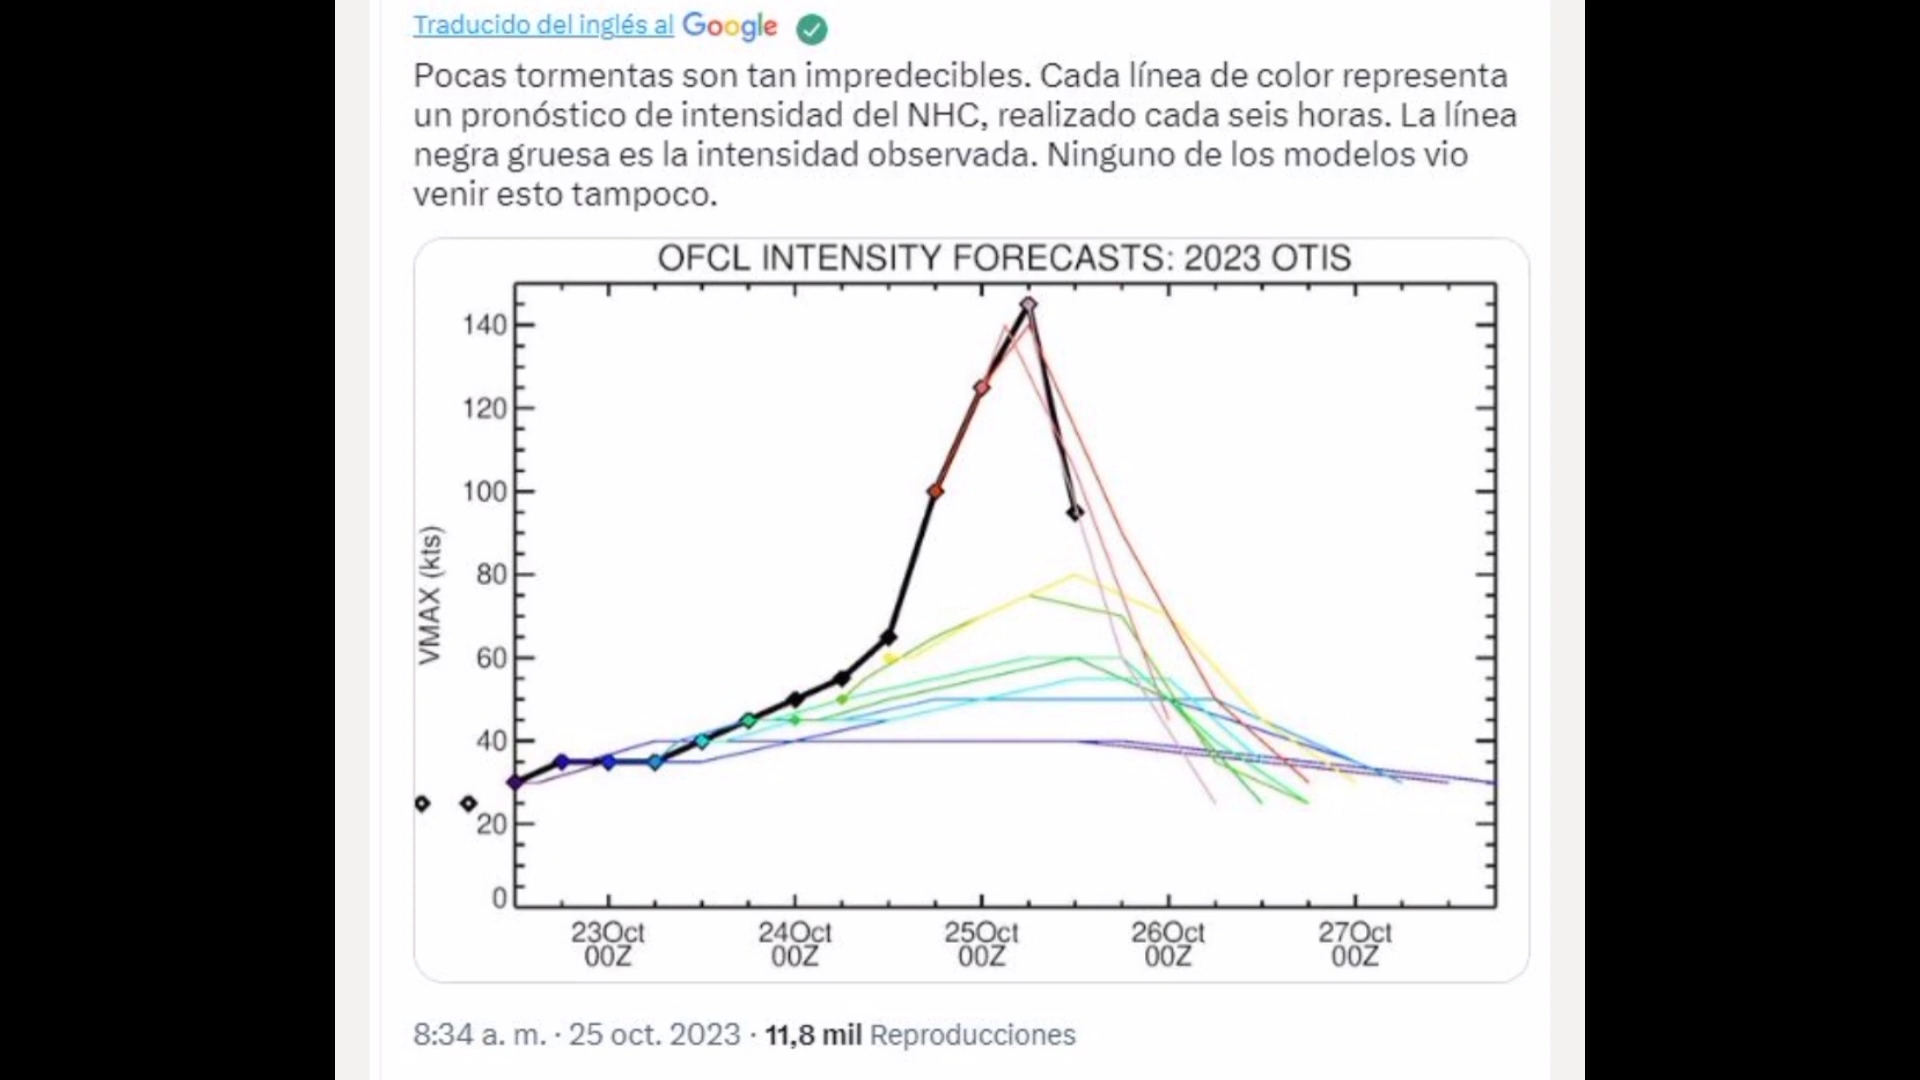 Traducido del inglés al Google
Pocas tormentas son tan impredecibles. Cada línea de color representa
un pronóstico de intensidad del NHC, realizado cada seis horas. La línea
negra gruesa es la intensidad observada. Ninguno de los modelos vio
venir esto tampoco.
OFCL INTENSITY FORECASTS: 2023 OTIS
VMAX (kts)
140
120
100
80
60
40
20
0
23Oct 24Oct 25Oct 26Oct 27Oct
00Z 00Z 00Z 00Z 00Z
8:34 a. m. · 25 oct. 2023 · 11,8 mil Reproducciones